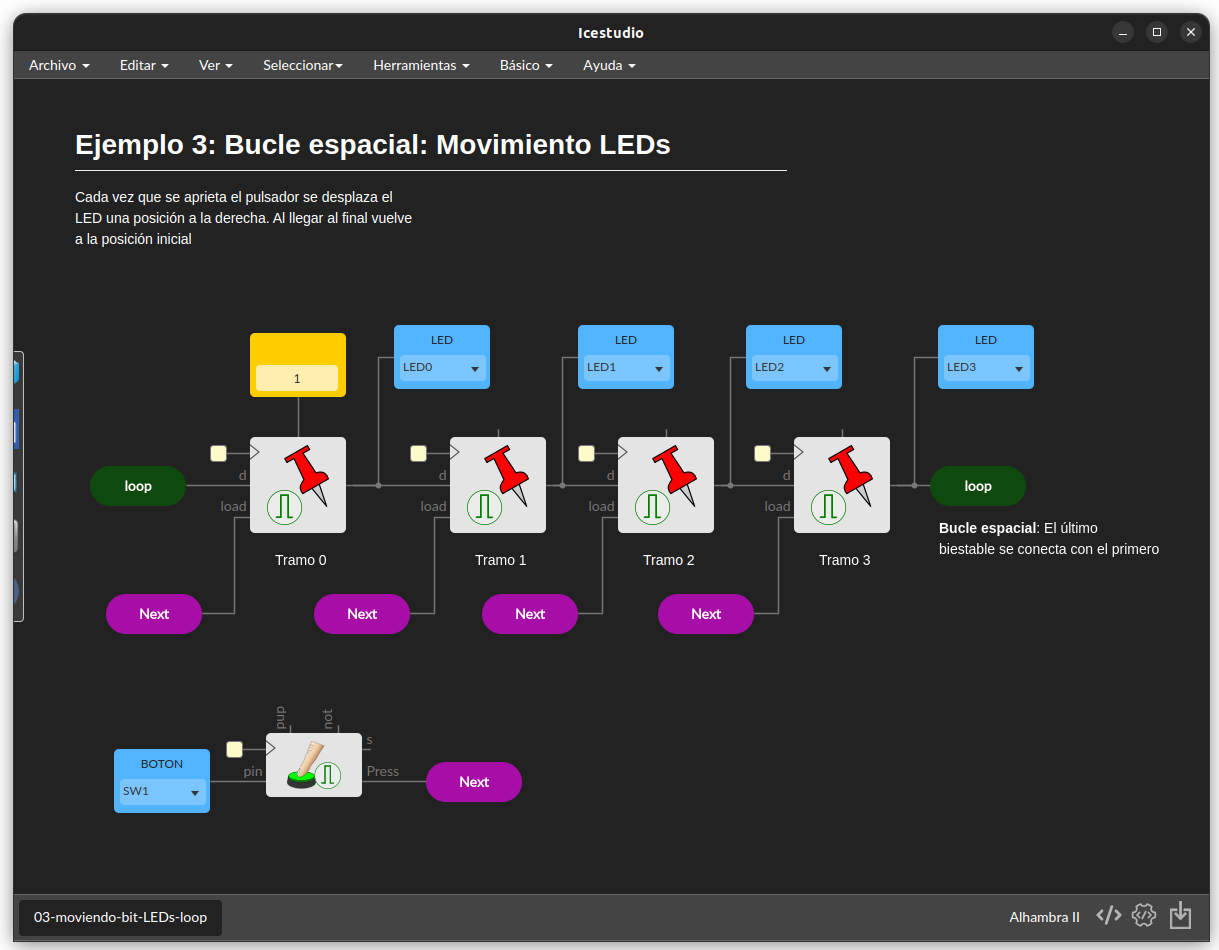 Icestudio
Archivo Editar Ver Seleccionar Herramientas Básico Ayuda
Ejemplo 3: Bucle espacial: Movimiento LEDs
Cada vez que se aprieta el pulsador se desplaza el
LED una posición a la derecha. Al llegar al final vuelve
a la posición inicial
LED LED LED LED
1 LED0 LED1 LED2 LED3
d d d d
loop loop
load load load load
Bucle espacial: El último
biestable se conecta con el primero
Tramo 0 Tramo 1 Tramo 2 Tramo 3
Next Next Next Next
pup not
s
BOTON
pin Press
SW1 Next
03-moviendo-bit-LEDs-loop Alhambra II